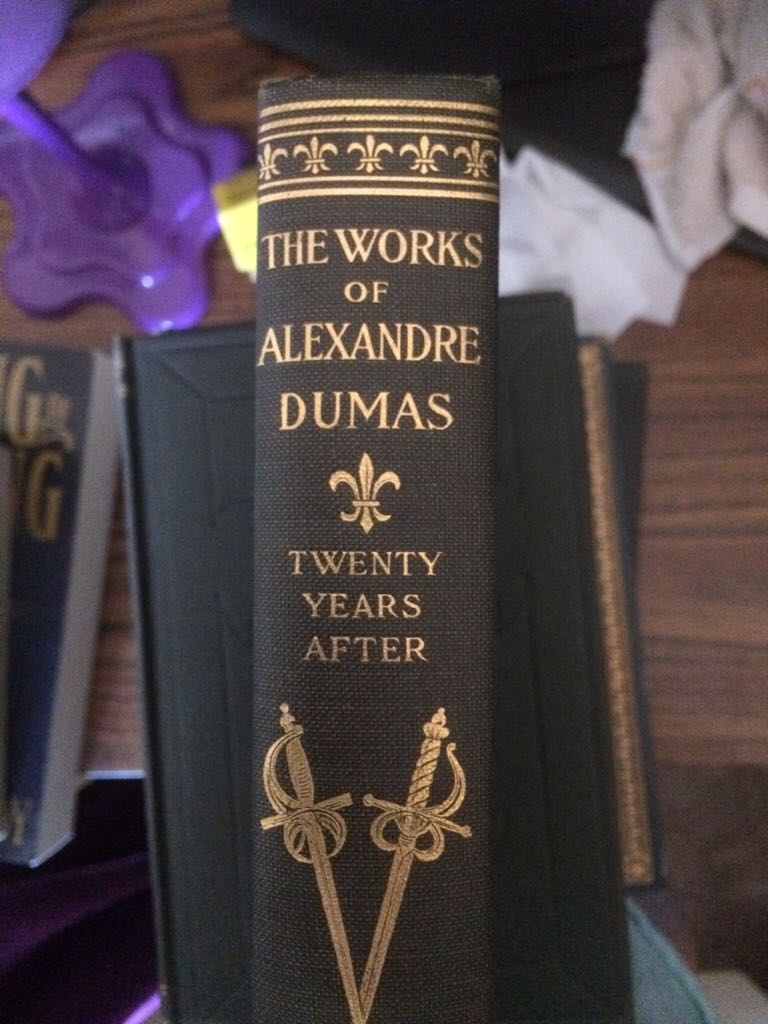 THE WORKS
OF
ALEXANDRE
DUMAS
TWENTY
YEARS
AFTER